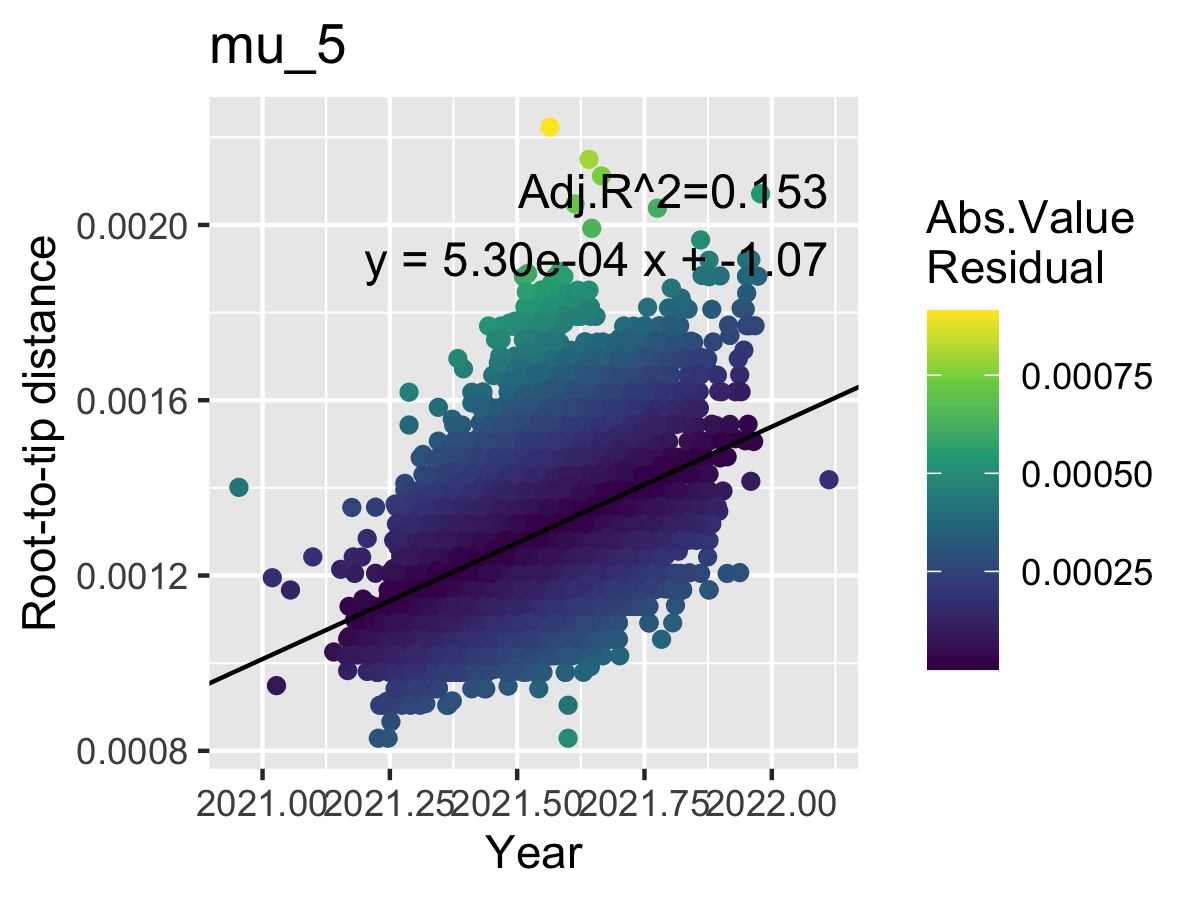 mu_5
Adj.R^2=0.153
y = 5.30e-04 x + -1.07
Root-to-tip distance
0.0020
0.0016
0.0012
0.0008
2021.00 2021.25 2021.50 2021.75 2022.00
Year
Abs.Value
Residual
0.00075
0.00050
0.00025